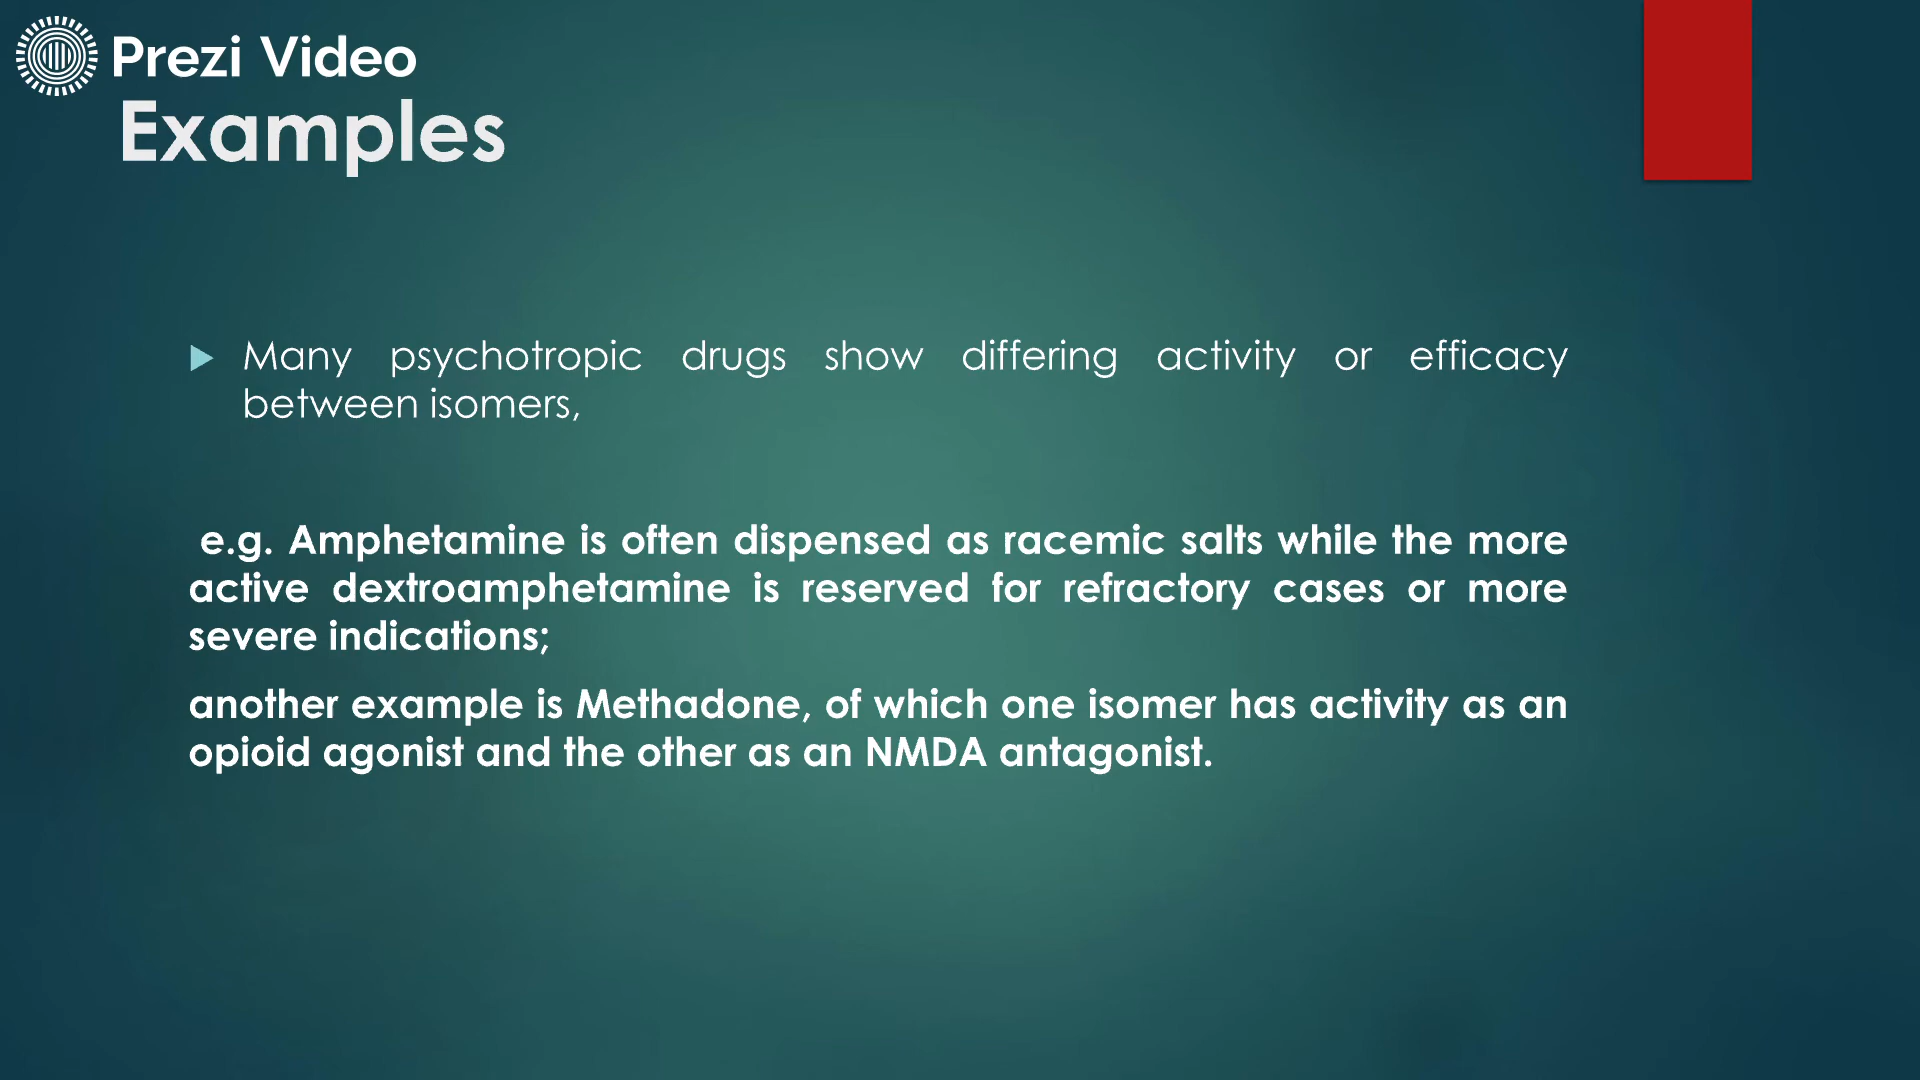 Prezi Video
Examples
Many psychotropic drugs show differing activity or efficacy
between isomers,
e.g. Amphetamine is often dispensed as racemic salts while the more
active dextroamphetamine is reserved for refractory cases or more
severe indications;
another example is Methadone, of which one isomer has activity as an
opioid agonist and the other as an NMDA antagonist.